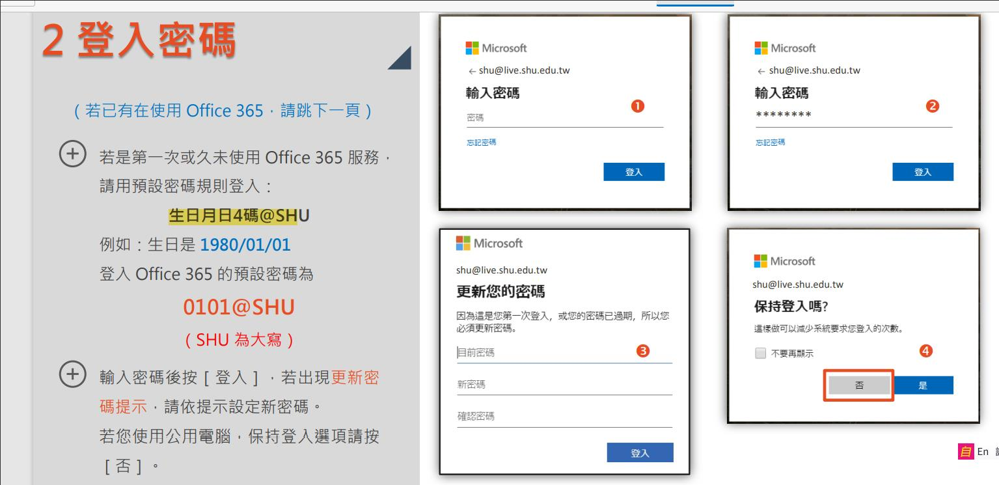 2 登入密碼
(若已有在使用 Office 365，請跳下一頁)
若是第一次或久未使用 Office 365 服務，
請用預設密碼規則登入：
生日月日4碼@SHU
例如：生日是 1980/01/01
登入 Office 365 的預設密碼為
0101@SHU
(SHU 為大寫)
輸入密碼後按[登入]，若出現更新密
碼提示，請依提示設定新密碼。
若您使用公用電腦，保持登入選項請按
[否]。
Microsoft
← shu@live.shu.edu.tw
輸入密碼
1
密碼
忘記密碼
登入
Microsoft
← shu@live.shu.edu.tw
輸入密碼
2
********
忘記密碼
登入
Microsoft
shu@live.shu.edu.tw
更新您的密碼
因為這是您第一次登入，或您的密碼已過期，所以您
必須更新密碼。
目前密碼
3
新密碼
確認密碼
登入
Microsoft
shu@live.shu.edu.tw
保持登入嗎?
這樣做可以減少系統要求您登入的次數。
不要再顯示
4
否 是
自 En